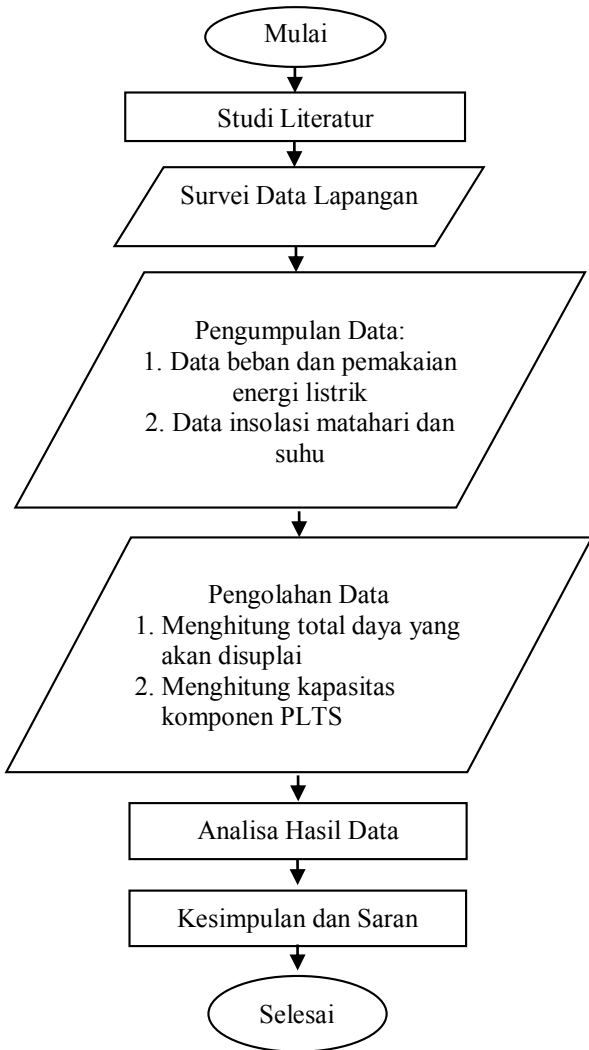 Mulai
Studi Literatur
Survei Data Lapangan
Pengumpulan Data:
1. Data beban dan pemakaian
energi listrik
2. Data insolasi matahari dan
suhu
Pengolahan Data
1. Menghitung total daya yang
akan disuplai
2. Menghitung kapasitas
komponen PLTS
Analisa Hasil Data
Kesimpulan dan Saran
Selesai